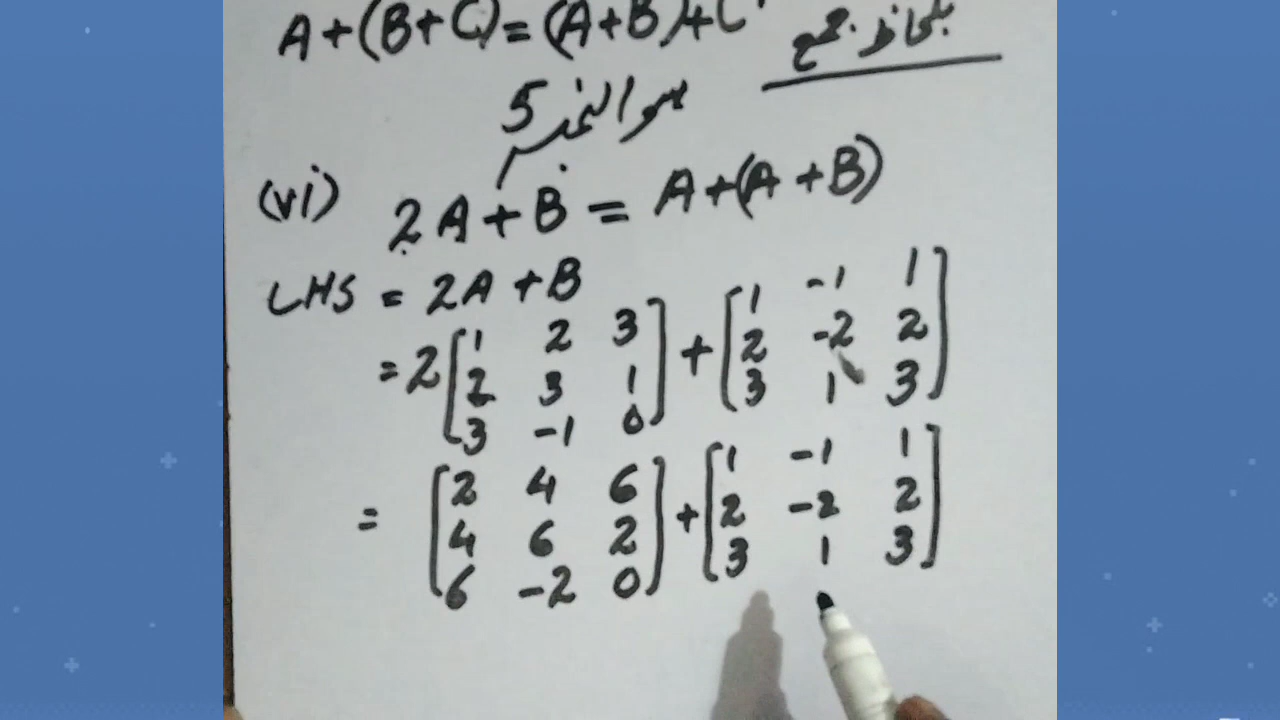 A+(B+C)=(A+B)+C
5
(vi) 2A+B = A+(A+B)
LHS = 2A+B
= 2[1 2 3] + [1 -1 1]
[2 3 1] [2 -2 2]
[3 -1 0] [3 1 3]
= [2 4 6] + [1 -1 1]
[4 6 2] [2 -2 2]
[6 -2 0] [3 1 3]